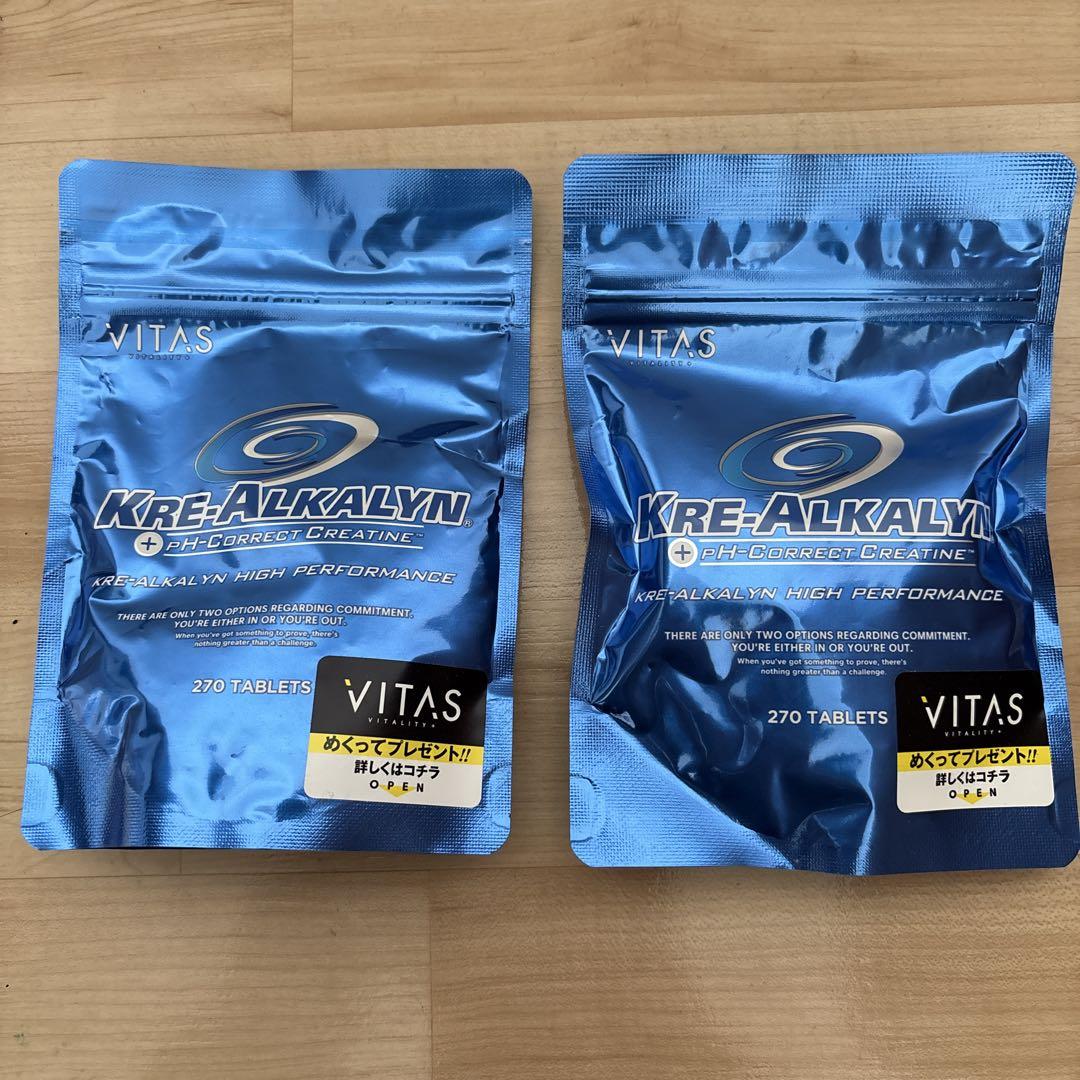 VITAS
VITALITY+
KRE-ALKALYN®
+ pH-CORRECT CREATINE™
KRE-ALKALYN HIGH PERFORMANCE
THERE ARE ONLY TWO OPTIONS REGARDING COMMITMENT.
YOU'RE EITHER IN OR YOU'RE OUT.
When you've got something to prove, there's
nothing greater than a challenge.
270 TABLETS
VITAS
VITALITY+
めくってプレゼント!!
詳しくはコチラ
OPEN
VITAS
VITALITY+
KRE-ALKALYN
+ pH-CORRECT CREATINE™
KRE-ALKALYN HIGH PERFORMANCE
THERE ARE ONLY TWO OPTIONS REGARDING COMMITMENT.
YOU'RE EITHER IN OR YOU'RE OUT.
When you've got something to prove, there's
nothing greater than a challenge.
270 TABLETS
VITAS
VITALITY+
めくってプレゼント!!
詳しくはコチラ
OPEN